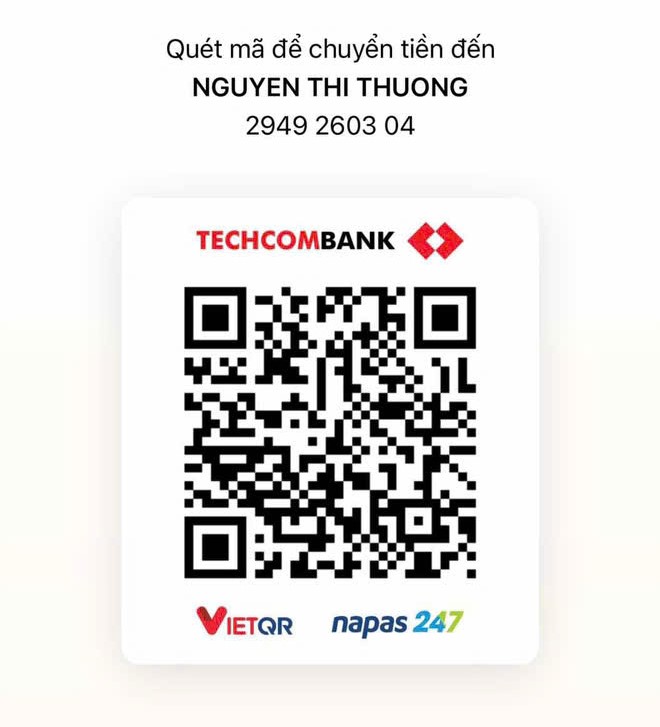 Quét mã để chuyển tiền đến
NGUYEN THI THUONG
2949 2603 04
TECHCOMBANK
VIETQR
napas 247